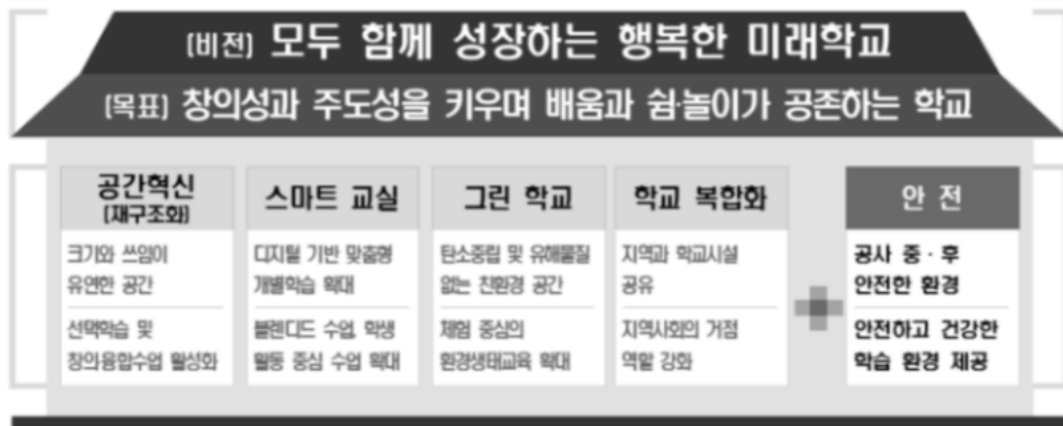 (비전) 모두 함께 성장하는 행복한 미래학교
(목표) 창의성과 주도성을 키우며 배움과 쉼·놀이가 공존하는 학교
공간혁신
(재구조화)
크기와 쓰임이
유연한 공간
선택학습 및
창의융합수업 활성화
스마트 교실
디지털 기반 맞춤형
개별학습 확대
블렌디드 수업, 학생
활동 중심 수업 확대
그린 학교
탄소중립 및 유해물질
없는 친환경 공간
체험 중심의
환경생태교육 확대
학교 복합화
지역과 학교시설
공유
지역사회의 거점
역할 강화
안 전
공사 중·후
안전한 환경
안전하고 건강한
학습 환경 제공